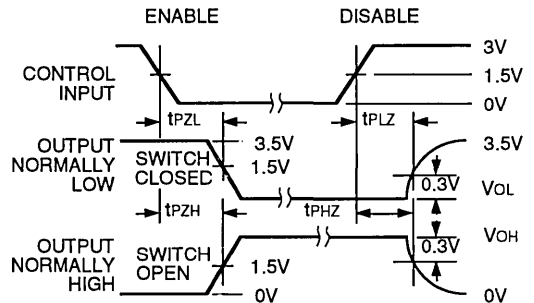 ENABLE DISABLE
3V
CONTROL
INPUT
1.5V
0V
tPZL tPLZ
OUTPUT
NORMALLY
LOW
SWITCH
CLOSED
3.5V
1.5V
3.5V
0.3V
VOL
tPZH tPHZ
OUTPUT
NORMALLY
HIGH
SWITCH
OPEN
1.5V
0V
VOH
0.3V
0V